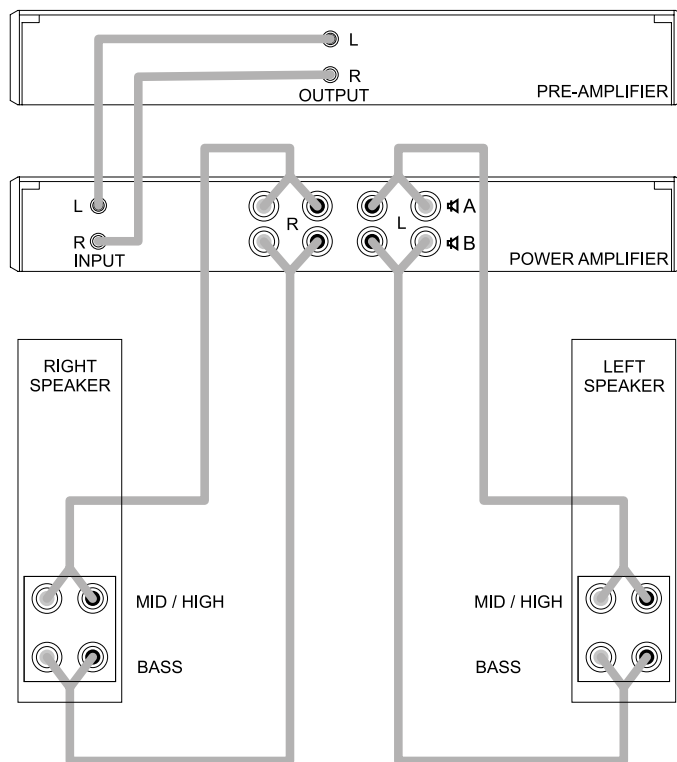 L
R
OUTPUT
PRE-AMPLIFIER
L
R
INPUT
R
L
A
B
POWER AMPLIFIER
RIGHT
SPEAKER
LEFT
SPEAKER
MID / HIGH
MID / HIGH
BASS
BASS